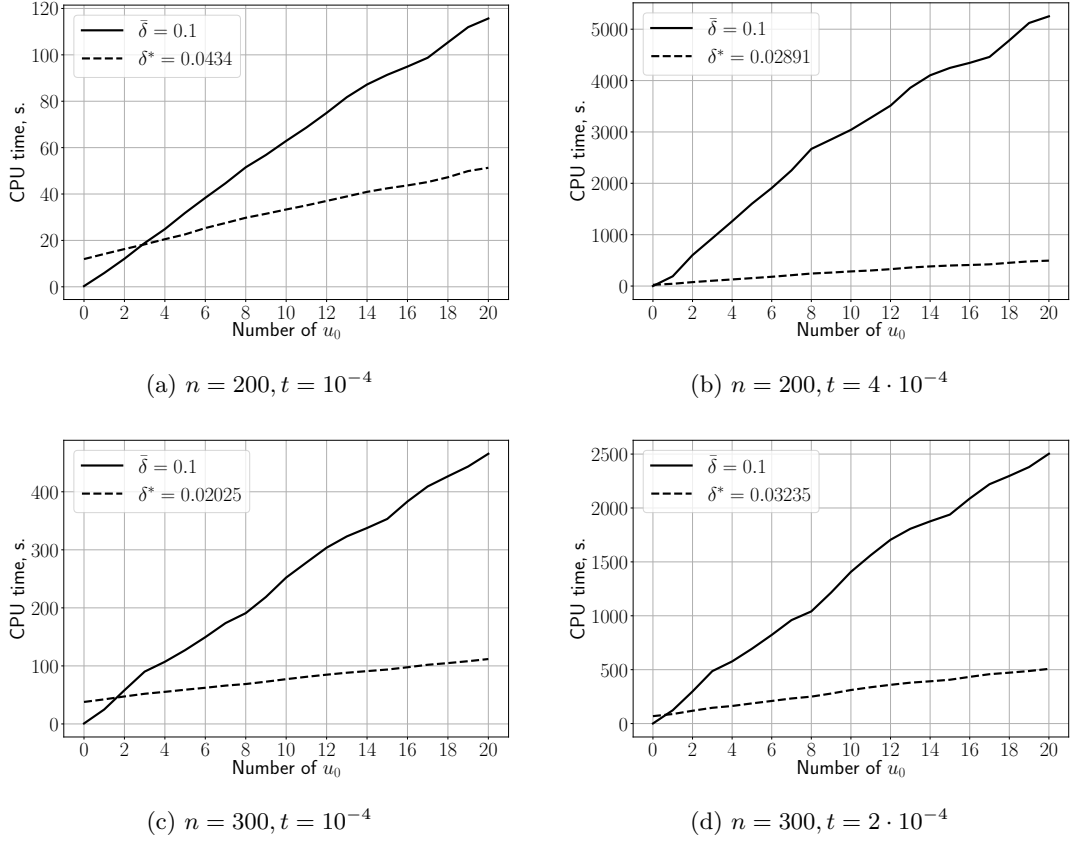 120
100
80
60
40
20
0
CPU time, s.
δ̄ = 0.1
δ* = 0.0434
0 2 4 6 8 10 12 14 16 18 20
Number of u₀
(a) n = 200, t = 10⁻⁴
5000
4000
3000
2000
1000
0
CPU time, s.
δ̄ = 0.1
δ* = 0.02891
0 2 4 6 8 10 12 14 16 18 20
Number of u₀
(b) n = 200, t = 4 · 10⁻⁴
400
300
200
100
0
CPU time, s.
δ̄ = 0.1
δ* = 0.02025
0 2 4 6 8 10 12 14 16 18 20
Number of u₀
(c) n = 300, t = 10⁻⁴
2500
2000
1500
1000
500
0
CPU time, s.
δ̄ = 0.1
δ* = 0.03235
0 2 4 6 8 10 12 14 16 18 20
Number of u₀
(d) n = 300, t = 2 · 10⁻⁴